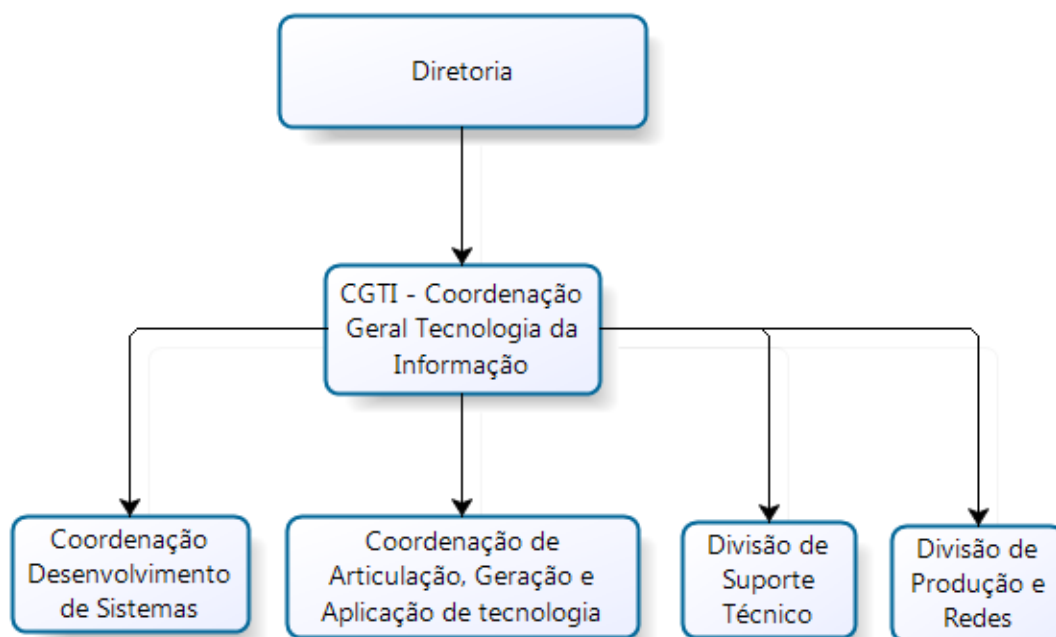 Diretoria
CGTI - Coordenação
Geral Tecnologia da
Informação
Coordenação
Desenvolvimento
de Sistemas
Coordenação de
Articulação, Geração e
Aplicação de tecnologia
Divisão de
Suporte
Técnico
Divisão de
Produção e
Redes